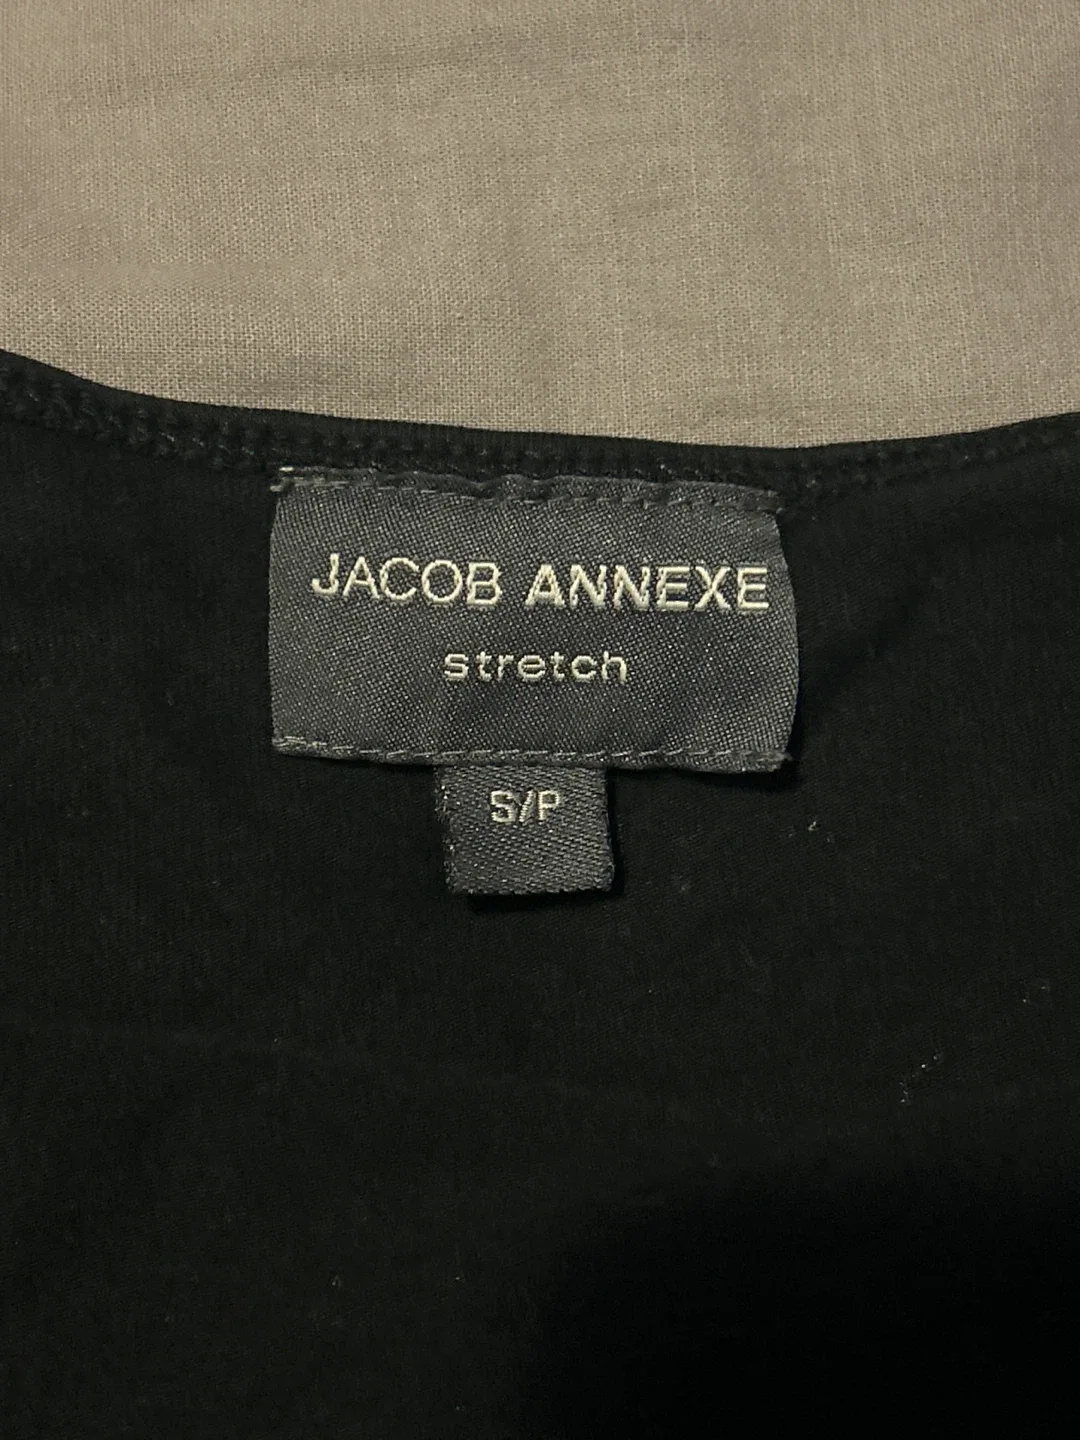 JACOB ANNEXE
stretch
S/P